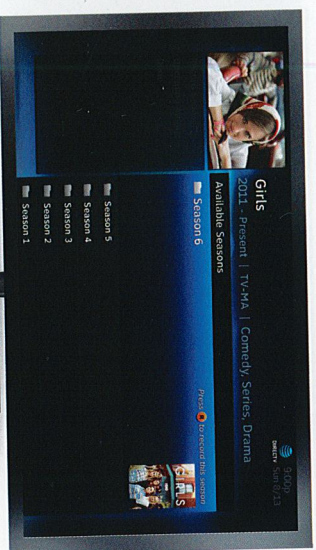 Girls
2011 - Present | TV-MA | Comedy, Series, Drama
9:00p
Sun 8/13
DIRECTV
Available Seasons
Season 6
Press to record this season
GIRLS
Season 5
Season 4
Season 3
Season 2
Season 1